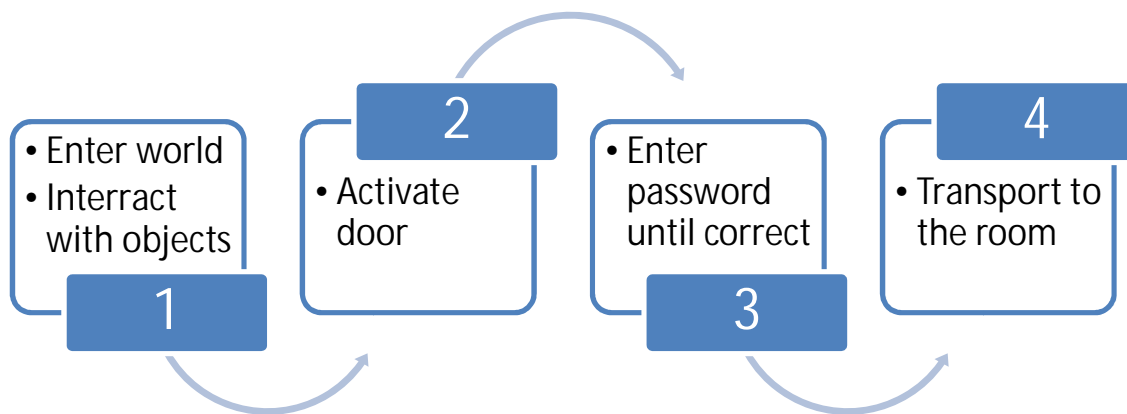 • Enter world
• Interract
with objects
1
2
• Activate
door
• Enter
password
until correct
3
4
• Transport to
the room